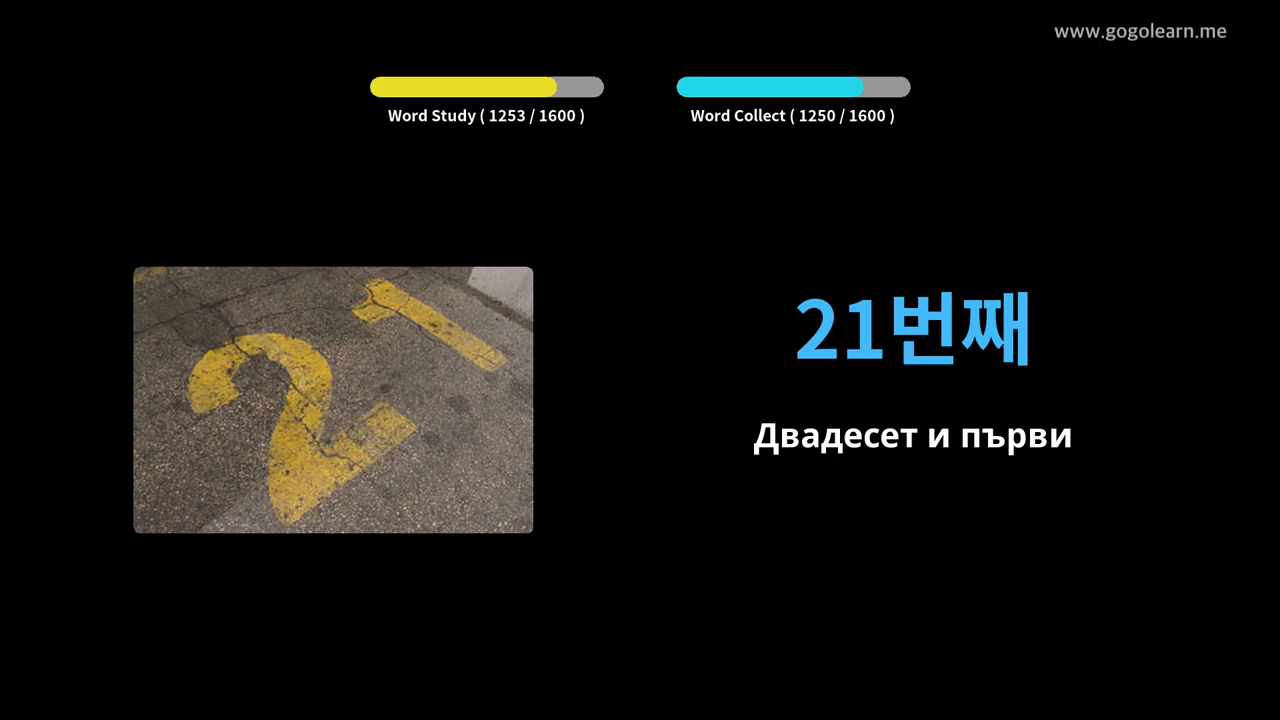 www.gogolearn.me
Word Study ( 1253 / 1600 )
Word Collect ( 1250 / 1600 )
21
21번째
Двадесет и първи